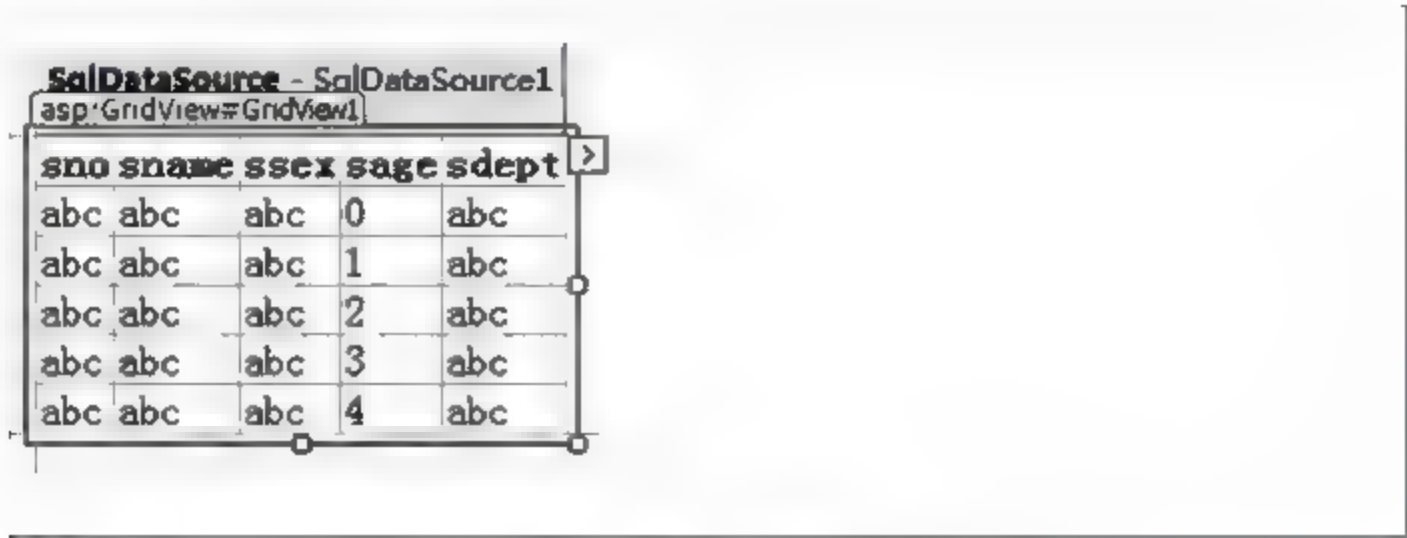 SqlDataSource - SqlDataSource1
asp:GridView#GridView1
sno sname ssex sage sdept
abc abc abc 0 abc
abc abc abc 1 abc
abc abc abc 2 abc
abc abc abc 3 abc
abc abc abc 4 abc